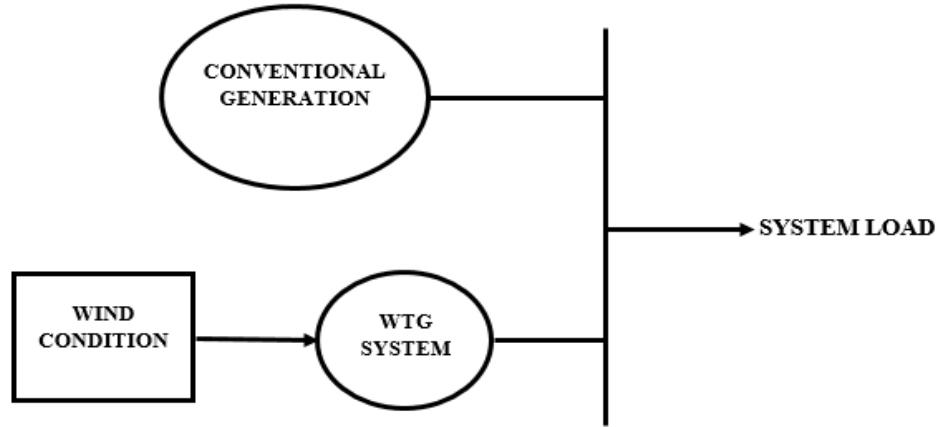 CONVENTIONAL
GENERATION
SYSTEM LOAD
WIND
CONDITION
WTG
SYSTEM